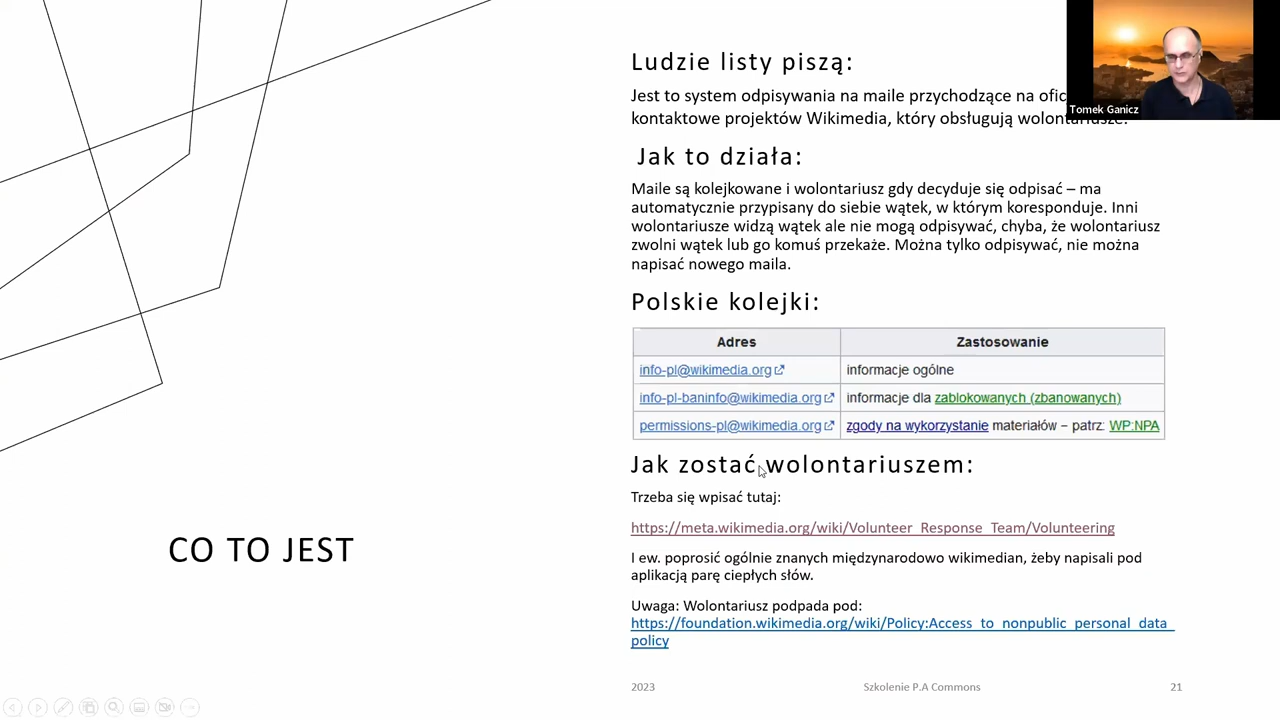 Ludzie listy piszą:
Jest to system odpisywania na maile przychodzące na
kontaktowe projektów Wikimedia, który obsługują wolontariusze.
Tomek Ganicz
Jak to działa:
Maile są kolejkowane i wolontariusz gdy decyduje się odpisać – ma
automatycznie przypisany do siebie wątek, w którym koresponduje. Inni
wolontariusze widzą wątek ale nie mogą odpisywać, chyba, że wolontariusz
zwolni wątek lub go komuś przekaże. Można tylko odpisywać, nie można
napisać nowego maila.
Polskie kolejki:
Adres Zastosowanie
info-pl@wikimedia.org informacje ogólne
info-pl-baninfo@wikimedia.org informacje dla zablokowanych (zbanowanych)
permissions-pl@wikimedia.org zgody na wykorzystanie materiałów – patrz: WP:NPA
Jak zostać wolontariuszem:
Trzeba się wpisać tutaj:
https://meta.wikimedia.org/wiki/Volunteer_Response_Team/Volunteering
CO TO JEST
I ew. poprosić ogólnie znanych międzynarodowo wikimedian, żeby napisali pod
aplikacją parę ciepłych słów.
Uwaga: Wolontariusz podpada pod:
https://foundation.wikimedia.org/wiki/Policy:Access_to_nonpublic_personal_data_
policy
2023 Szkolenie P.A Commons 21